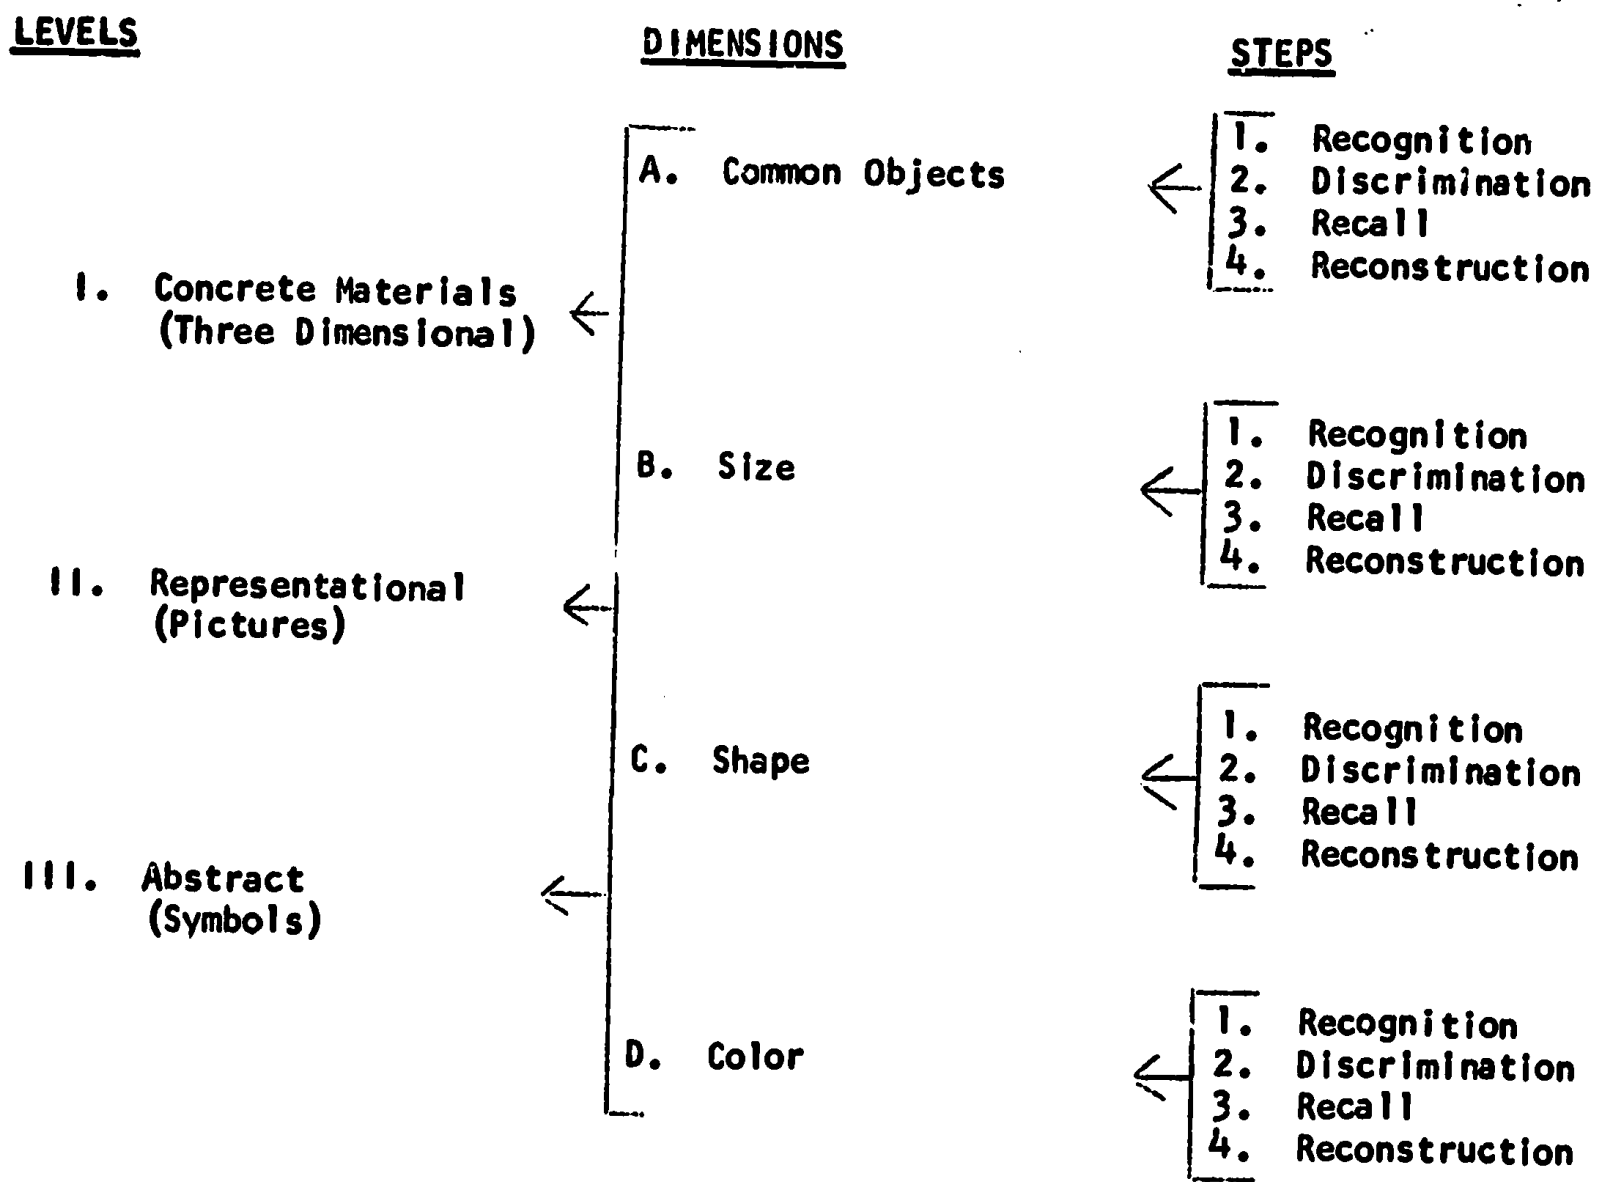 LEVELS
DIMENSIONS
STEPS
I. Concrete Materials
(Three Dimensional)
II. Representational
(Pictures)
III. Abstract
(Symbols)
A. Common Objects
B. Size
C. Shape
D. Color
1. Recognition
2. Discrimination
3. Recall
4. Reconstruction
1. Recognition
2. Discrimination
3. Recall
4. Reconstruction
1. Recognition
2. Discrimination
3. Recall
4. Reconstruction
1. Recognition
2. Discrimination
3. Recall
4. Reconstruction